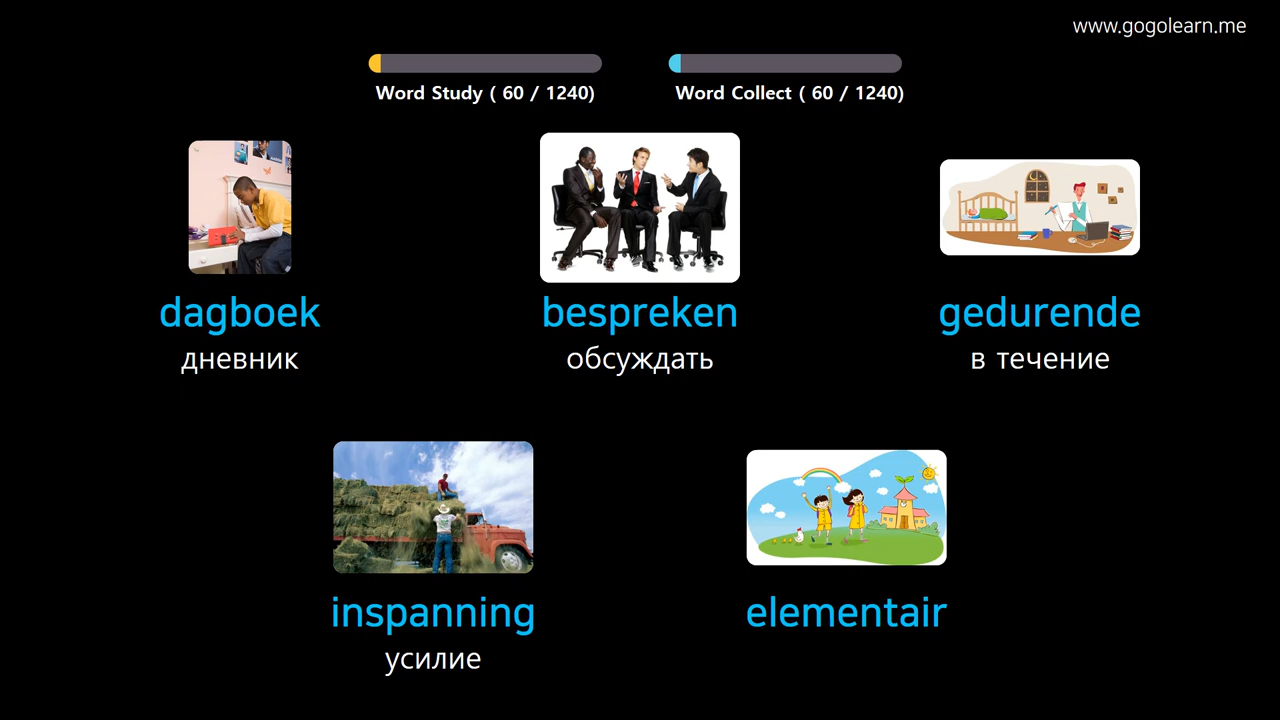 www.gogolearn.me
Word Study ( 60 / 1240)
Word Collect ( 60 / 1240)
dagboek
дневник
bespreken
обсуждать
gedurende
в течение
inspanning
усилие
elementair